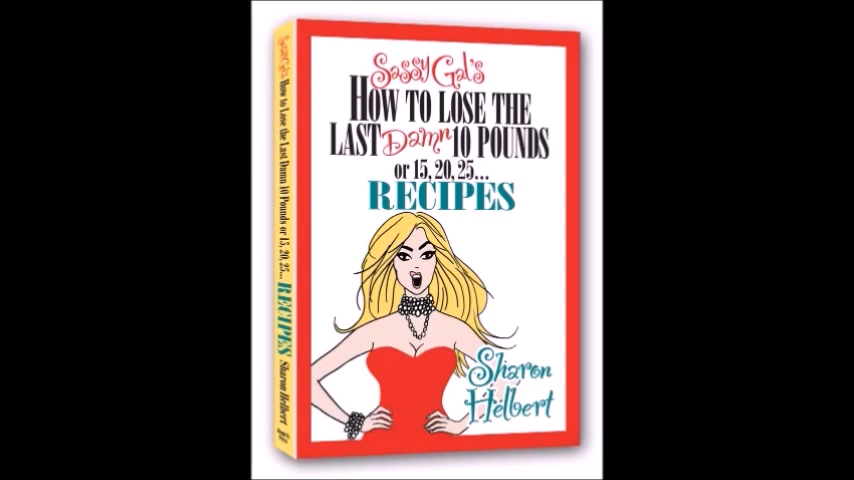 Sassy Gal's
HOW TO LOSE THE
LAST Damn 10 POUNDS
or 15, 20, 25...
RECIPES
Sharon
Helbert
Sassy Gal's How to Lose the Last Damn 10 Pounds or 15, 20, 25... RECIPES Sharon Helbert